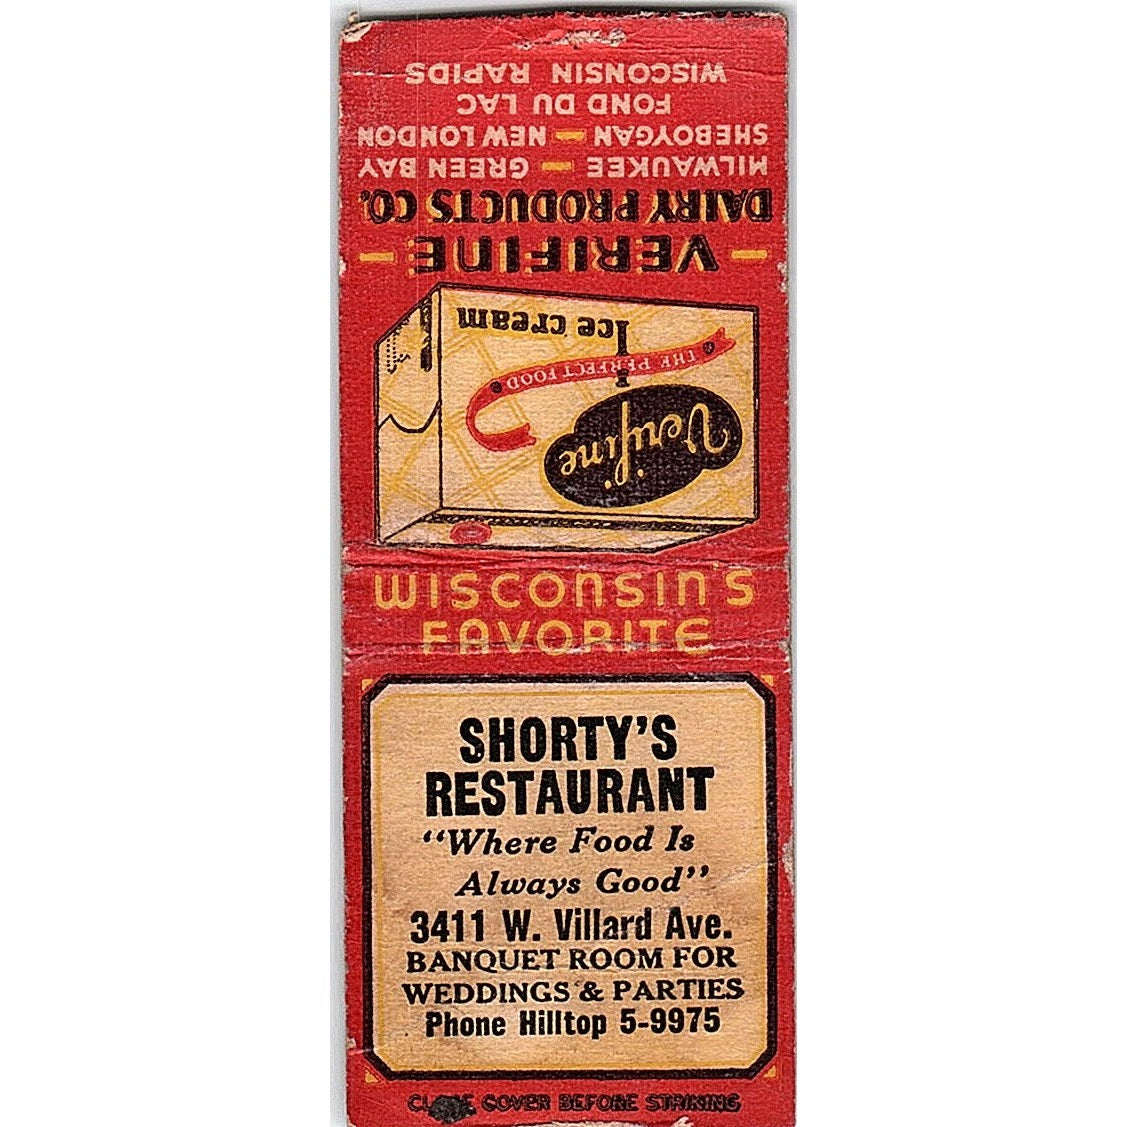 VERIFINE
DAIRY PRODUCTS CO.
MILWAUKEE — GREEN BAY
SHEBOYGAN — NEW LONDON
FOND DU LAC
WISCONSIN RAPIDS
Verifine
THE PERFECT FOOD
Ice cream
WISCONSIN'S
FAVORITE
SHORTY'S
RESTAURANT
"Where Food Is
Always Good"
3411 W. Villard Ave.
BANQUET ROOM FOR
WEDDINGS & PARTIES
Phone Hilltop 5-9975
COVER BEFORE STRIKING